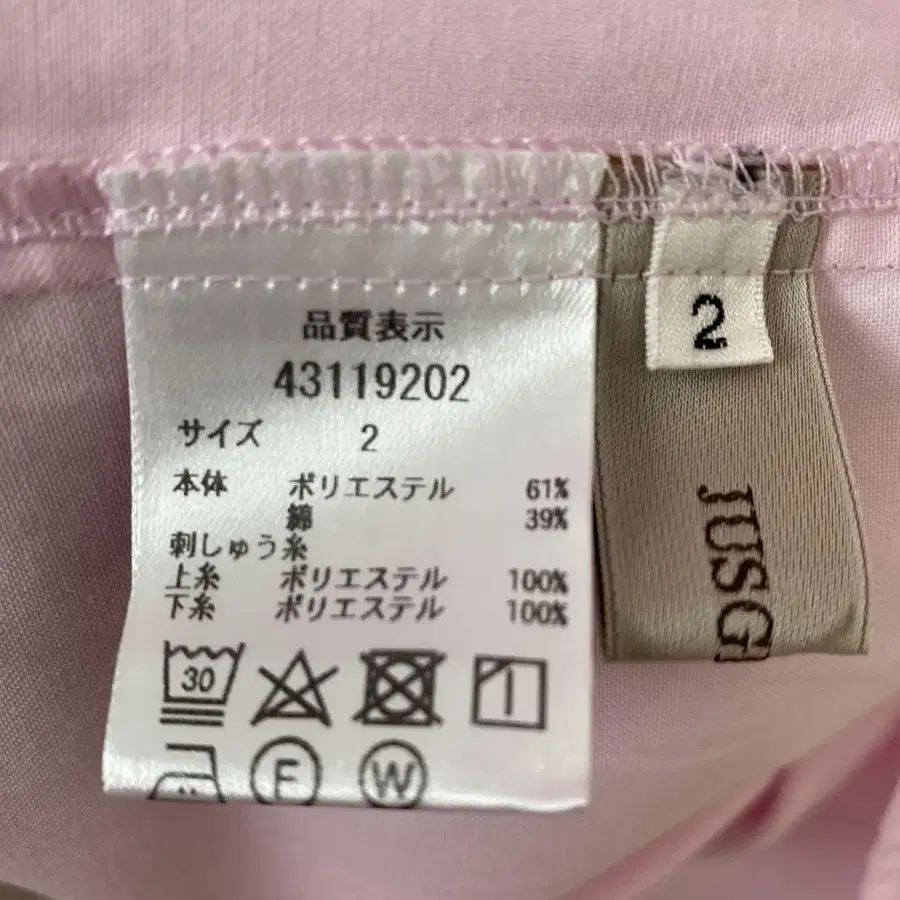 品質表示
43119202
サイズ 2
本体 ポリエステル 61%
綿 39%
刺しゅう糸
上糸 ポリエステル 100%
下糸 ポリエステル 100%
30
F W
2
JUSG